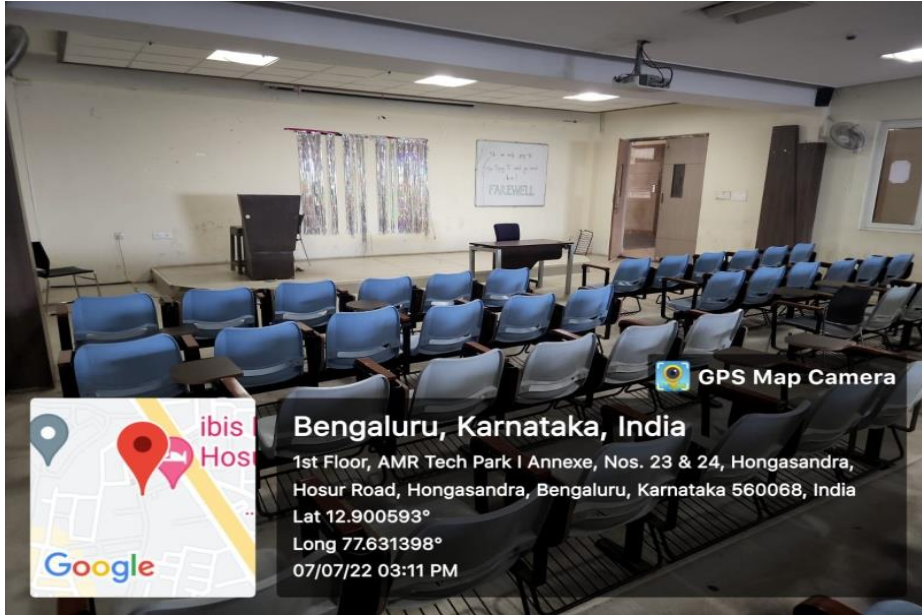 FAREWELL
GPS Map Camera
ibis
Hos
Google
Bengaluru, Karnataka, India
1st Floor, AMR Tech Park I Annexe, Nos. 23 & 24, Hongasandra,
Hosur Road, Hongasandra, Bengaluru, Karnataka 560068, India
Lat 12.900593°
Long 77.631398°
07/07/22 03:11 PM